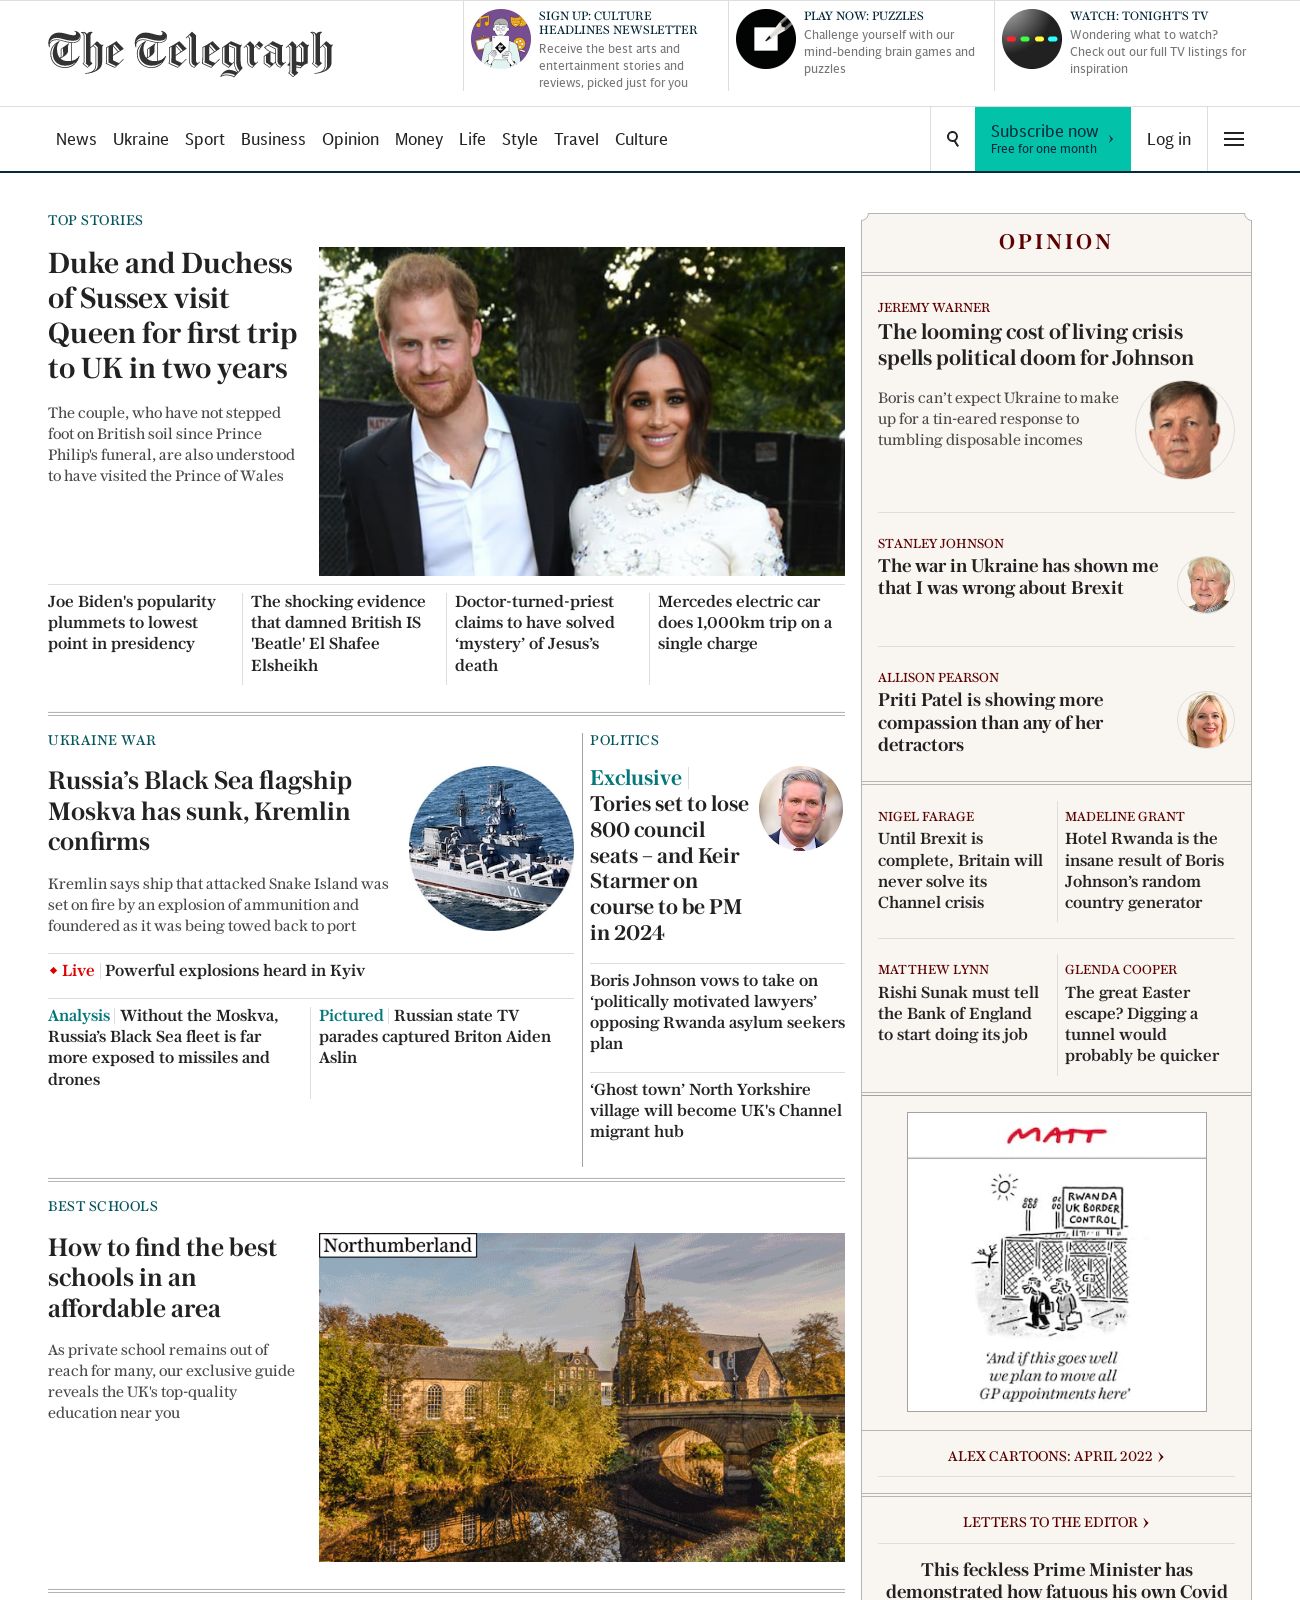 The Telegraph
SIGN UP: CULTURE
HEADLINES NEWSLETTER
Receive the best arts and
entertainment stories and
reviews, picked just for you
PLAY NOW: PUZZLES
Challenge yourself with our
mind-bending brain games and
puzzles
WATCH: TONIGHT'S TV
Wondering what to watch?
Check out our full TV listings for
inspiration
News Ukraine Sport Business Opinion Money Life Style Travel Culture
Subscribe now ›
Free for one month
Log in
TOP STORIES
Duke and Duchess
of Sussex visit
Queen for first trip
to UK in two years
The couple, who have not stepped
foot on British soil since Prince
Philip's funeral, are also understood
to have visited the Prince of Wales
Joe Biden's popularity
plummets to lowest
point in presidency
The shocking evidence
that damned British IS
'Beatle' El Shafee
Elsheikh
Doctor-turned-priest
claims to have solved
‘mystery’ of Jesus’s
death
Mercedes electric car
does 1,000km trip on a
single charge
UKRAINE WAR
Russia’s Black Sea flagship
Moskva has sunk, Kremlin
confirms
Kremlin says ship that attacked Snake Island was
set on fire by an explosion of ammunition and
foundered as it was being towed back to port
121
Live Powerful explosions heard in Kyiv
Analysis Without the Moskva,
Russia’s Black Sea fleet is far
more exposed to missiles and
drones
Pictured Russian state TV
parades captured Briton Aiden
Aslin
POLITICS
Exclusive
Tories set to lose
800 council
seats – and Keir
Starmer on
course to be PM
in 2024
Boris Johnson vows to take on
‘politically motivated lawyers’
opposing Rwanda asylum seekers
plan
‘Ghost town’ North Yorkshire
village will become UK's Channel
migrant hub
BEST SCHOOLS
How to find the best
schools in an
affordable area
As private school remains out of
reach for many, our exclusive guide
reveals the UK's top-quality
education near you
Northumberland
OPINION
JEREMY WARNER
The looming cost of living crisis
spells political doom for Johnson
Boris can’t expect Ukraine to make
up for a tin-eared response to
tumbling disposable incomes
STANLEY JOHNSON
The war in Ukraine has shown me
that I was wrong about Brexit
ALLISON PEARSON
Priti Patel is showing more
compassion than any of her
detractors
NIGEL FARAGE
Until Brexit is
complete, Britain will
never solve its
Channel crisis
MADELINE GRANT
Hotel Rwanda is the
insane result of Boris
Johnson’s random
country generator
MATTHEW LYNN
Rishi Sunak must tell
the Bank of England
to start doing its job
GLENDA COOPER
The great Easter
escape? Digging a
tunnel would
probably be quicker
MATT
RWANDA
UK BORDER
CONTROL
‘And if this goes well
we plan to move all
GP appointments here’
ALEX CARTOONS: APRIL 2022 ›
LETTERS TO THE EDITOR ›
This feckless Prime Minister has
demonstrated how fatuous his own Covid